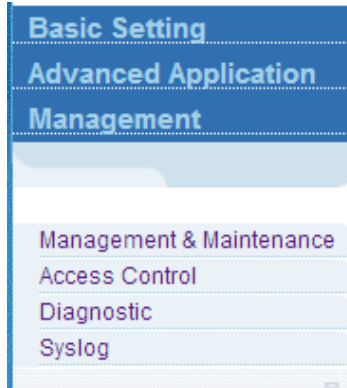 Basic Setting
Advanced Application
Management
Management & Maintenance
Access Control
Diagnostic
Syslog